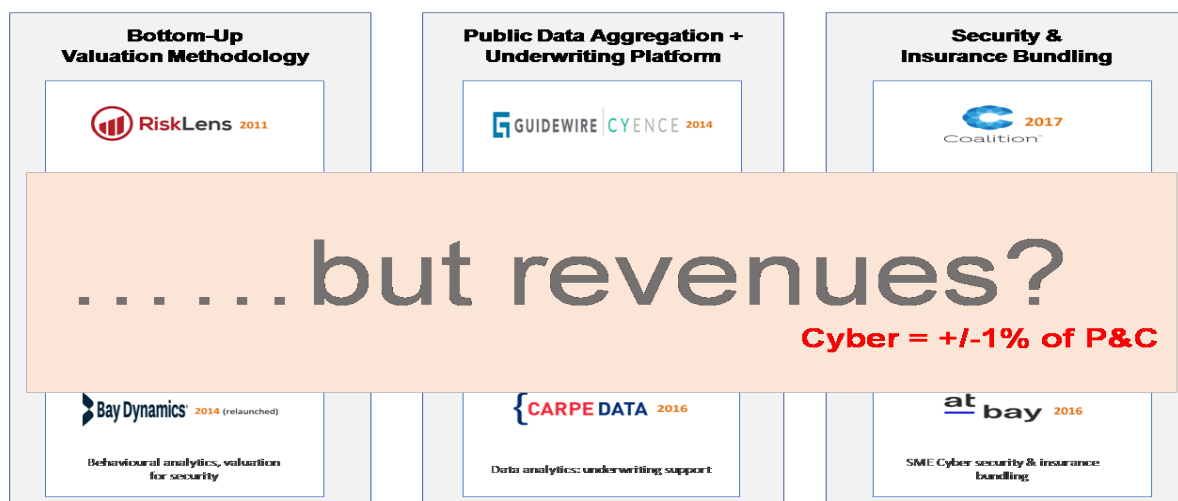 Bottom-Up
Valuation Methodology
Public Data Aggregation +
Underwriting Platform
Security &
Insurance Bundling
RiskLens 2011
GUIDEWIRE | CYENCE 2014
Coalition™ 2017
......but revenues?
Cyber = +/-1% of P&C
Bay Dynamics® 2014 (relaunched)
{CARPE DATA 2016
at bay 2016
Behavioural analytics, valuation
for security
Data analytics: underwriting support
SME Cyber security & insurance
bundling